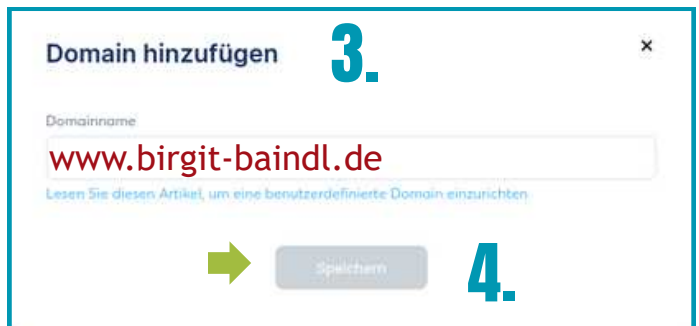 Domain hinzufügen
3.
×
Domainname
www.birgit-baindl.de
Lesen Sie diesen Artikel, um eine benutzerdefinierte Domain einzurichten
Speichern
4.